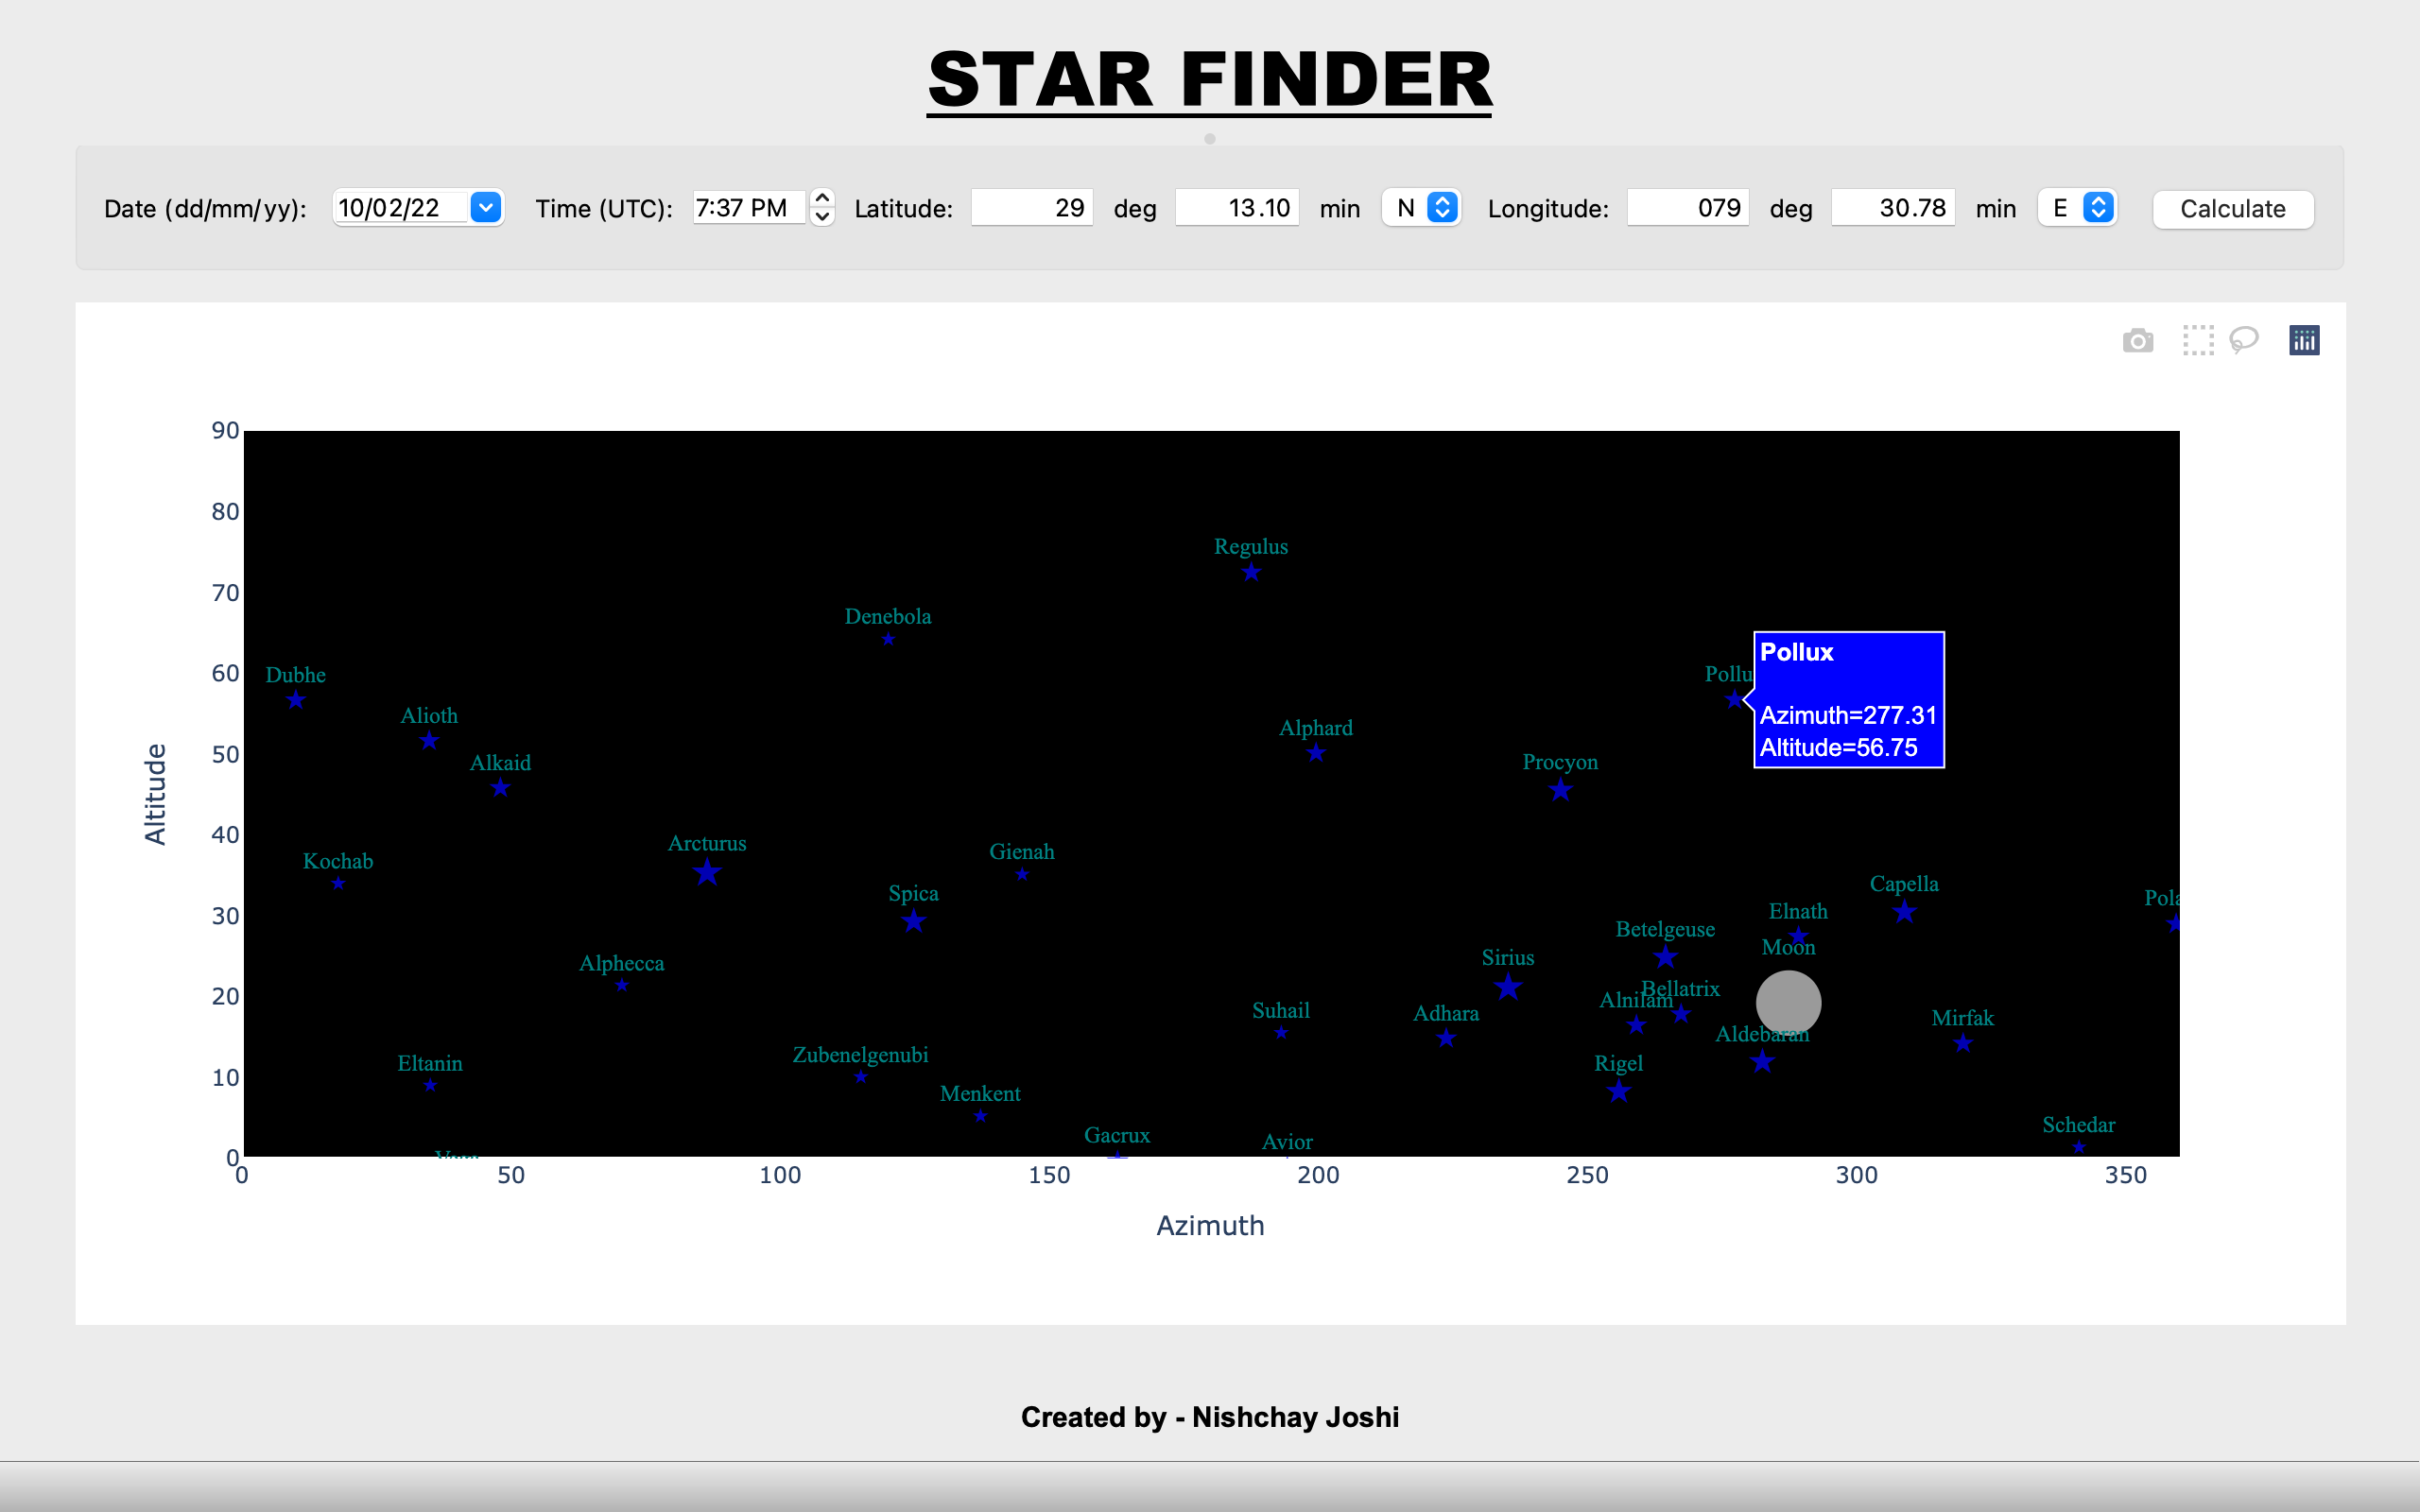 STAR FINDER
Date (dd/mm/yy): 10/02/22 Time (UTC): 7:37 PM Latitude: 29 deg 13.10 min N Longitude: 079 deg 30.78 min E Calculate
90
80
Regulus
70
Denebola
Pollux
60
Dubhe
Azimuth=277.31
Alioth
Alphard
Altitude=56.75
50
Alkaid
Procyon
Altitude
40
Arcturus
Gienah
Kochab
Capella
Spica
30
Elnath
Betelgeuse
Moon
Sirius
Alphecca
20
Bellatrix
Alnilam
Suhail
Adhara
Mirfak
Aldebaran
Zubenelgenubi
Eltanin
Rigel
10
Menkent
Schedar
Gacrux
Avior
0
0 50 100 150 200 250 300 350
Azimuth
Created by - Nishchay Joshi